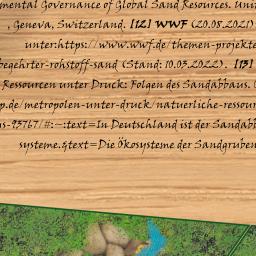 mental Governance of Global Sand Resources. Unit
, Geneva, Switzerland. [12] WWF (20.08.2021)
unter:https://www.wwf.de/themen-projekte
begehrter-rohstoff-sand (Stand: 10.03.2022). [13]
Ressourcen unter Druck: Folgen des Sandabbaus. (
p.de/metropolen-unter-druck/natuerliche-ressour
us-93767/#:~:text=In Deutschland ist der Sandabb
systeme.&text=Die Ökosysteme der Sandgruben